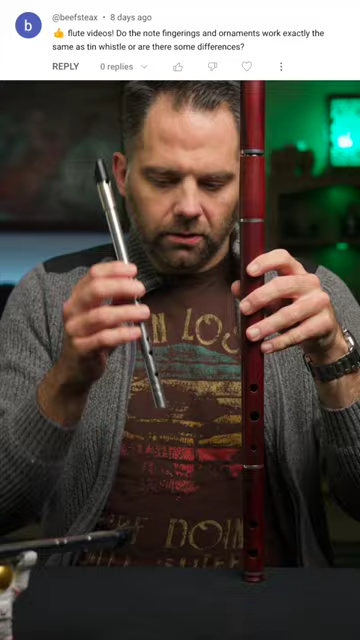 b
@beefsteax • 8 days ago
👍 flute videos! Do the note fingerings and ornaments work exactly the
same as tin whistle or are there some differences?
REPLY 0 replies